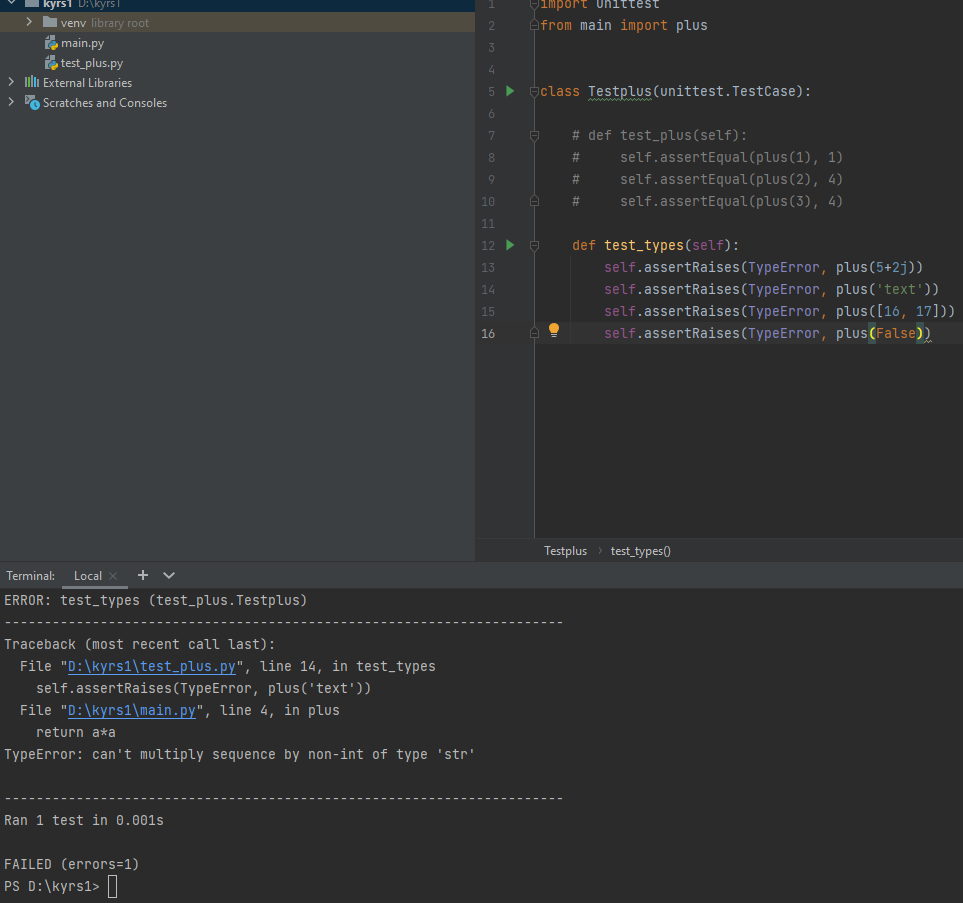 kyrs1 D:\kyrs1
venv library root
main.py
test_plus.py
External Libraries
Scratches and Consoles
1 import unittest
2 from main import plus
3
4
5 class Testplus(unittest.TestCase):
6
7 # def test_plus(self):
8 #     self.assertEqual(plus(1), 1)
9 #     self.assertEqual(plus(2), 4)
10 #     self.assertEqual(plus(3), 4)
11
12 def test_types(self):
13 self.assertRaises(TypeError, plus(5+2j))
14 self.assertRaises(TypeError, plus('text'))
15 self.assertRaises(TypeError, plus([16, 17]))
16 self.assertRaises(TypeError, plus(False))
Testplus > test_types()
Terminal: Local × +
ERROR: test_types (test_plus.Testplus)
----------------------------------------------------------------------
Traceback (most recent call last):
  File "D:\kyrs1\test_plus.py", line 14, in test_types
    self.assertRaises(TypeError, plus('text'))
  File "D:\kyrs1\main.py", line 4, in plus
    return a*a
TypeError: can't multiply sequence by non-int of type 'str'
----------------------------------------------------------------------
Ran 1 test in 0.001s
FAILED (errors=1)
PS D:\kyrs1>